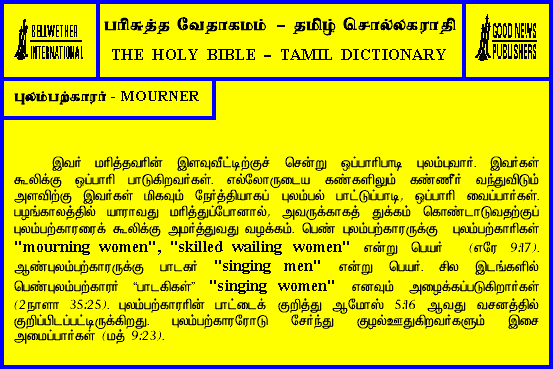 BELLWETHER
INTERNATIONAL
பரிசுத்த வேதாகமம் - தமிழ் சொல்லகராதி
THE HOLY BIBLE – TAMIL DICTIONARY
GOOD NEWS
PUBLISHERS
புலம்பற்காரர் - MOURNER
இவர் மரித்தவரின் இளவுவீட்டிற்குச் சென்று ஒப்பாரிபாடி புலம்புவார். இவர்கள்
கூலிக்கு ஒப்பாரி பாடுகிறவர்கள். எல்லோருடைய கண்களிலும் கண்ணீர் வந்துவிடும்
அளவிற்கு இவர்கள் மிகவும் நேர்த்தியாகப் புலம்பல் பாட்டுப்பாடி, ஒப்பாரி வைப்பார்கள்.
பழங்காலத்தில் யாராவது மரித்துப்போனால், அவருக்காகத் துக்கம் கொண்டாடுவதற்குப்
புலம்பற்காரரைக் கூலிக்கு அமர்த்துவது வழக்கம். பெண் புலம்பற்காரருக்கு புலம்பற்காரிகள்
"mourning women", "skilled wailing women" என்று பெயர் (எரே 9:17).
ஆண்புலம்பற்காரருக்கு பாடகர் "singing men" என்று பெயர். சில இடங்களில்
பெண்புலம்பற்காரர் “பாடகிகள்” "singing women" எனவும் அழைக்கப்படுகிறார்கள்
(2நாளா 35:25). புலம்பற்காரரின் பாட்டைக் குறித்து ஆமோஸ் 5:16 ஆவது வசனத்தில்
குறிப்பிடப்பட்டிருக்கிறது. புலம்பற்காரரோடு சேர்ந்து குழல்ஊதுகிறவர்களும் இசை
அமைப்பார்கள் (மத் 9:23).